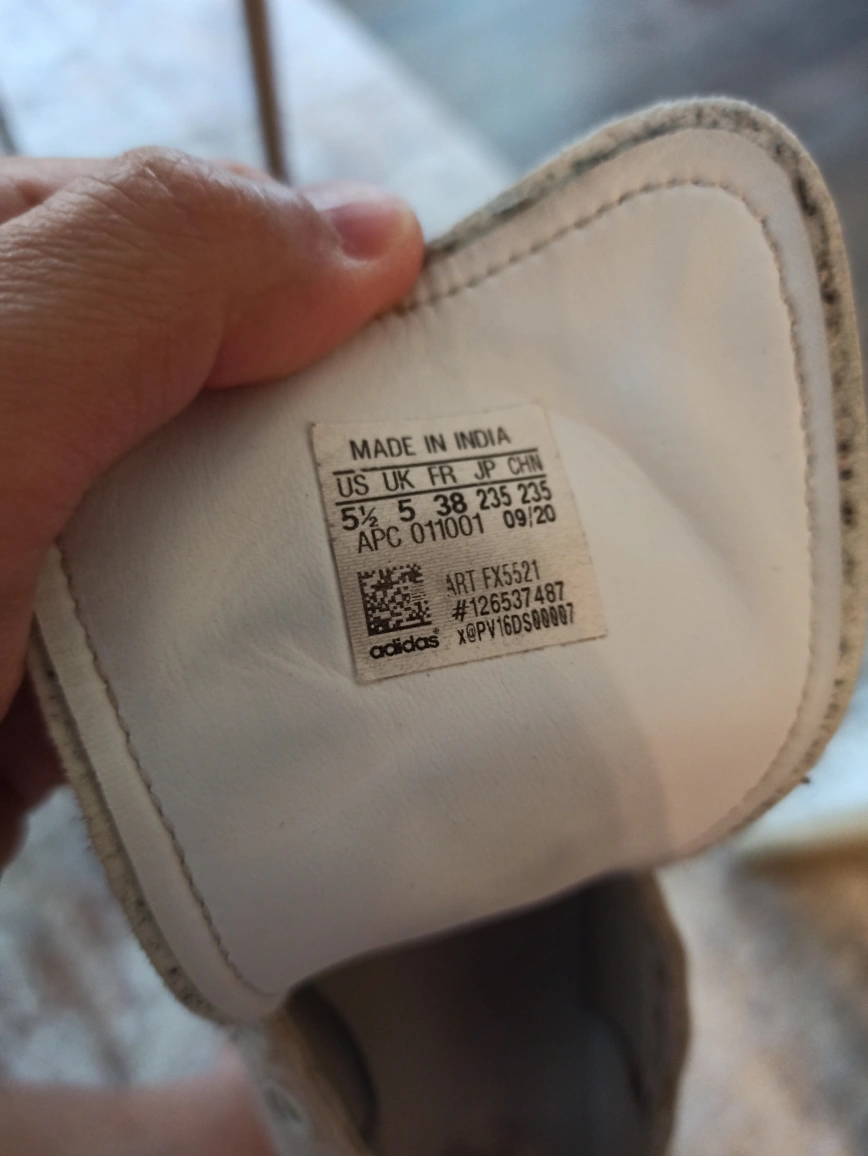 MADE IN INDIA
US UK FR JP CHN
5½ 5 38 235 235
APC 011001 09/20
ART FX5521
#126537487
x@PV16DS00007
adidas®